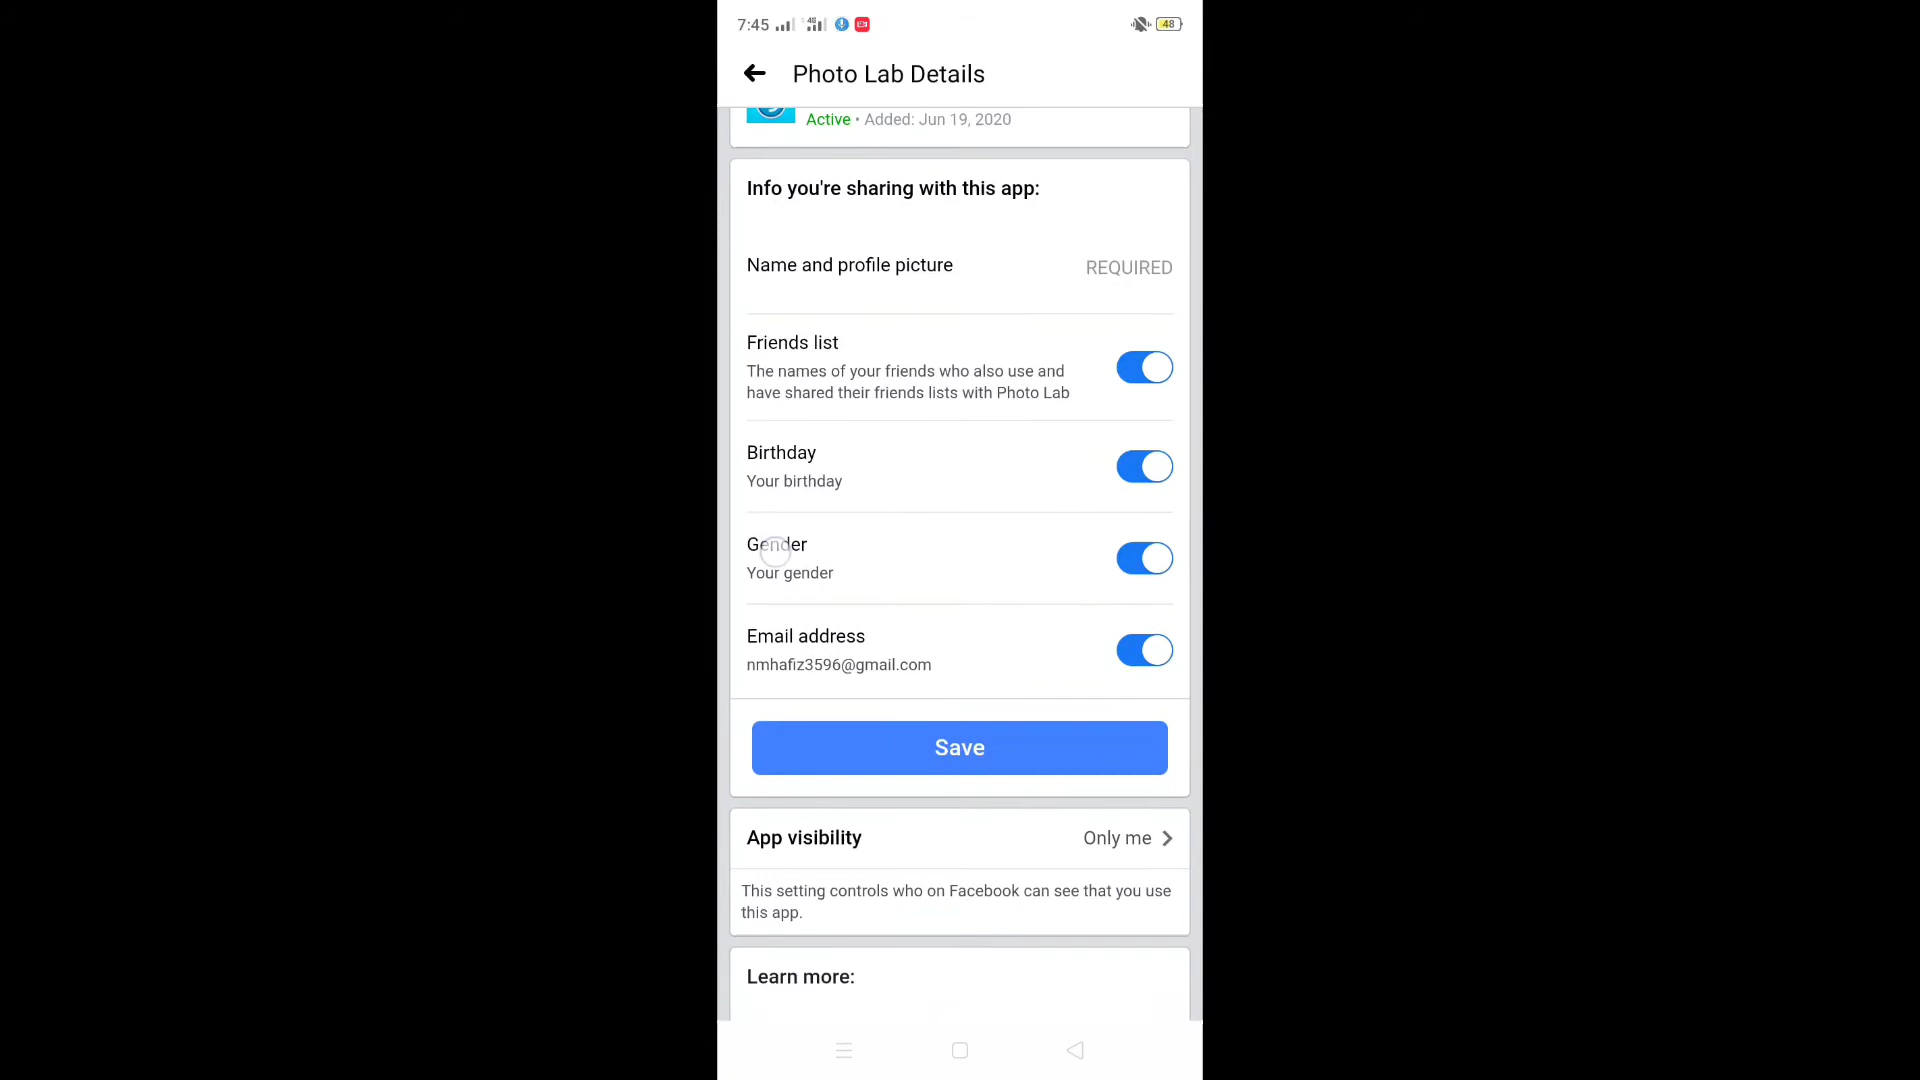 7:45
4G
48
Photo Lab Details
Active • Added: Jun 19, 2020
Info you're sharing with this app:
Name and profile picture
REQUIRED
Friends list
The names of your friends who also use and
have shared their friends lists with Photo Lab
Birthday
Your birthday
Gender
Your gender
Email address
nmhafiz3596@gmail.com
Save
App visibility
Only me
This setting controls who on Facebook can see that you use
this app.
Learn more: